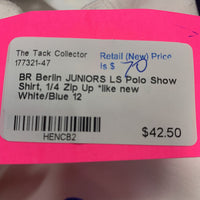 The Tack Collector
177321-47
Retail (New) Price
Is $ 70
BR Berlin JUNIORS LS Polo Show
Shirt, 1/4 Zip Up *like new
White/Blue 12
HENCB2
$42.50